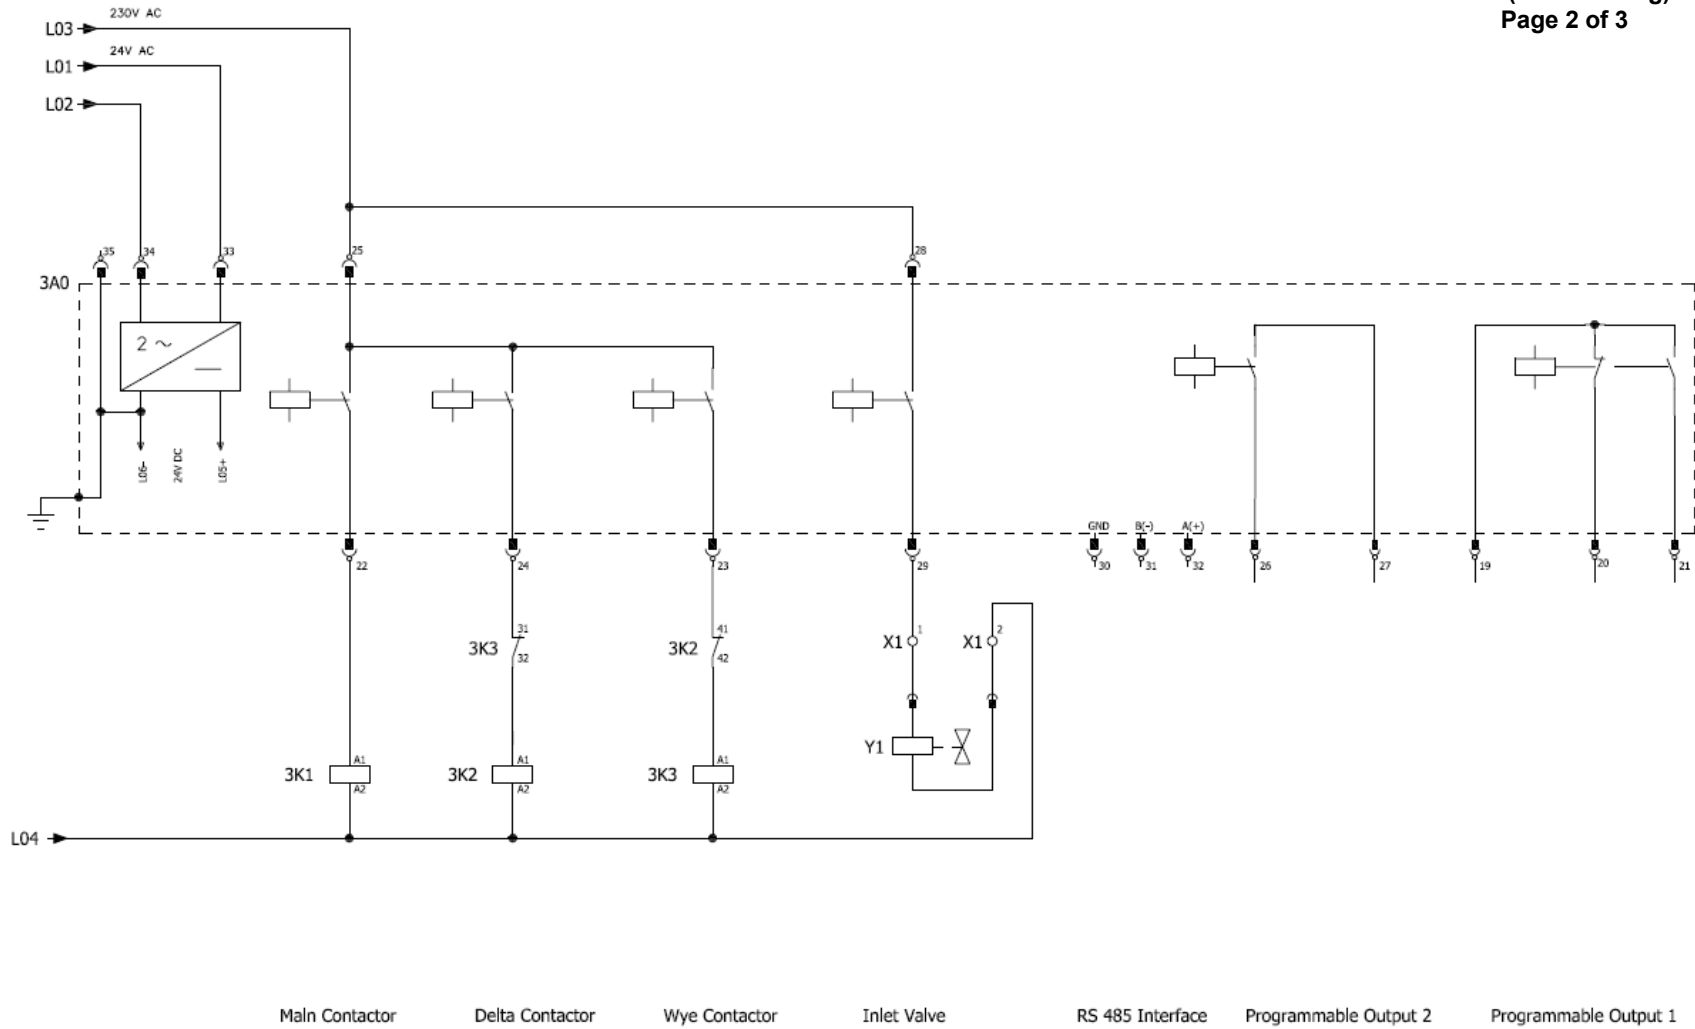 230V AC
g)
Page 2 of 3
L03
24V AC
L01
L02
35
34
33
25
28
3A0
2 ~
L06-
24V DC
L05+
GND
B(-)
A(+)
22
24
23
29
30
31
32
26
27
19
20
21
3K3
31
32
3K2
41
42
X1
1
X1
2
Y1
3K1
A1
A2
3K2
A1
A2
3K3
A1
A2
L04
Main Contactor
Delta Contactor
Wye Contactor
Inlet Valve
RS 485 Interface
Programmable Output 2
Programmable Output 1